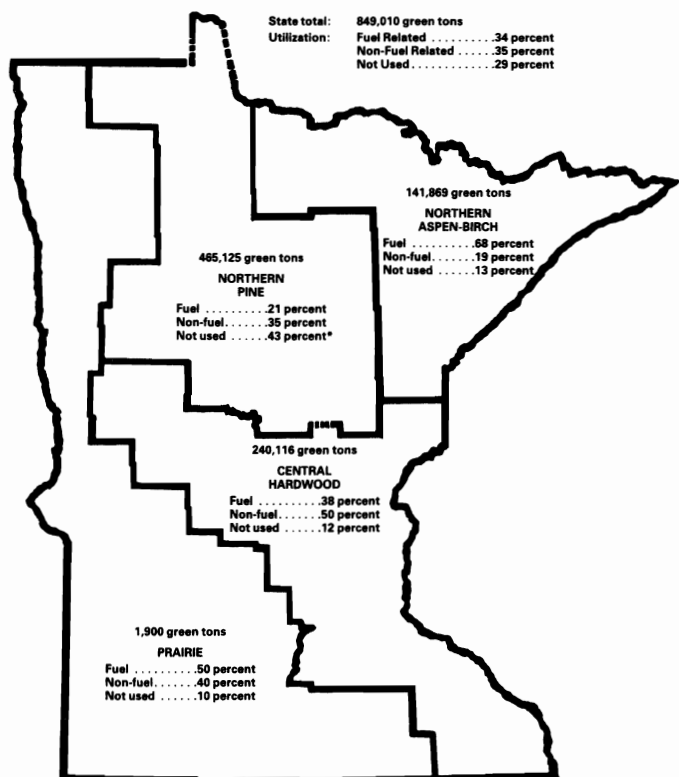 State total: 849,010 green tons
Utilization: Fuel Related . . . . . . . . . .34 percent
Non-Fuel Related . . . . . .35 percent
Not Used . . . . . . . . . . . . .29 percent
141,869 green tons
NORTHERN
ASPEN-BIRCH
Fuel . . . . . . . . . .68 percent
Non-fuel. . . . . . .19 percent
Not used . . . . . .13 percent
465,125 green tons
NORTHERN
PINE
Fuel . . . . . . . . . .21 percent
Non-fuel. . . . . . .35 percent
Not used . . . . . .43 percent*
240,116 green tons
CENTRAL
HARDWOOD
Fuel . . . . . . . . . .38 percent
Non-fuel. . . . . . .50 percent
Not used . . . . . .12 percent
1,900 green tons
PRAIRIE
Fuel . . . . . . . . . .50 percent
Non-fuel. . . . . . .40 percent
Not used . . . . . .10 percent